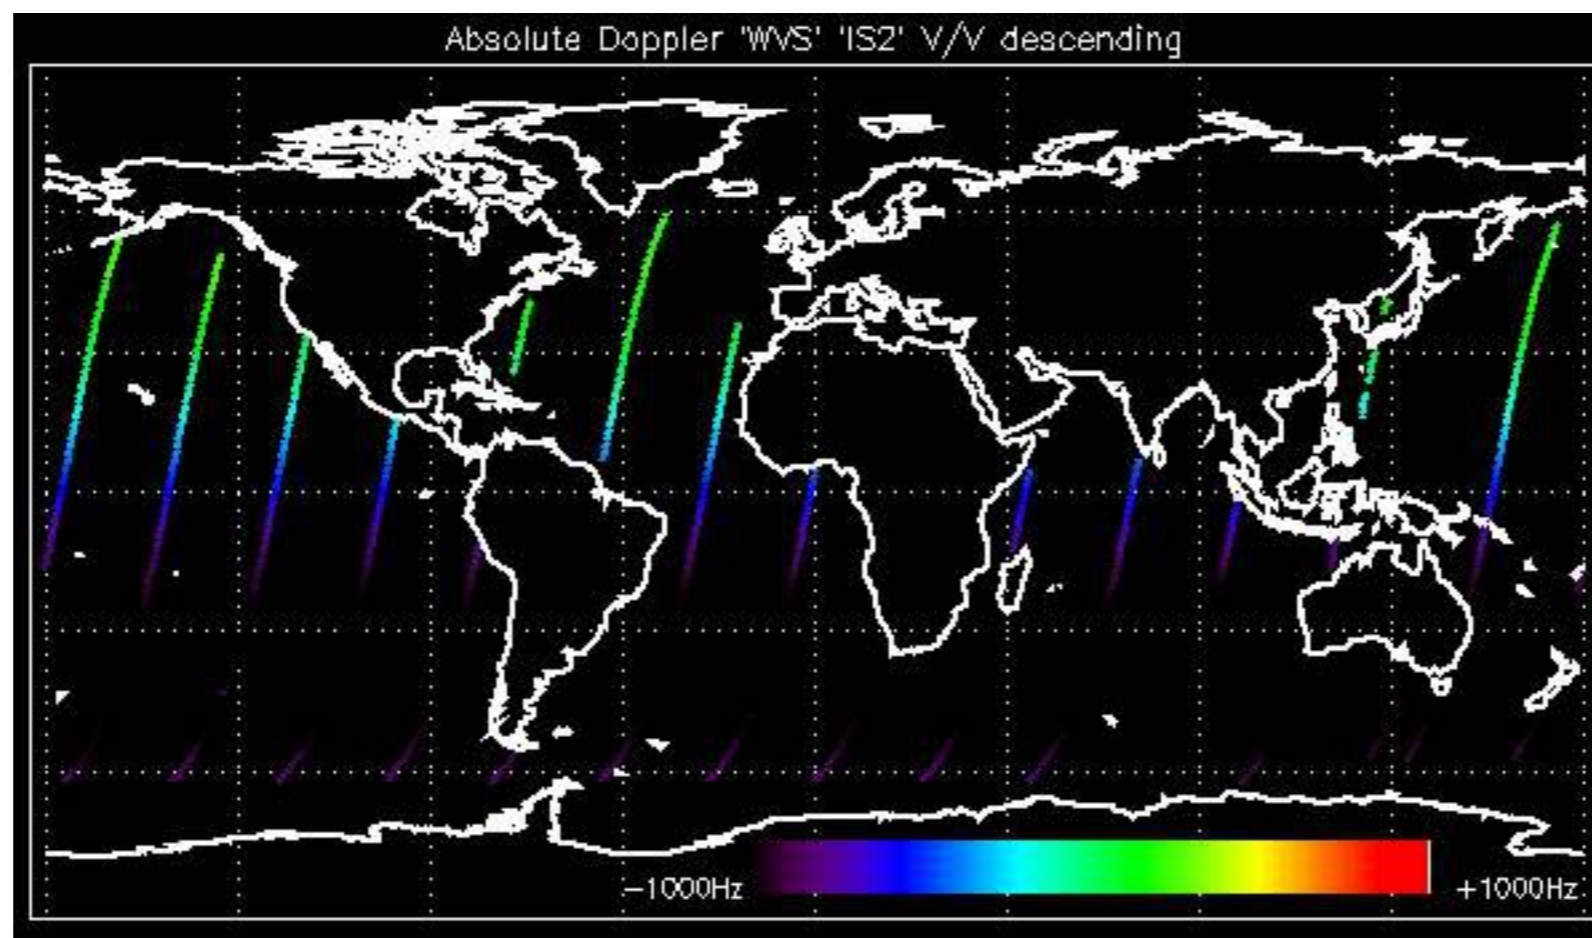 Absolute Doppler 'WVS' 'IS2' V/V descending
-1000Hz
+1000Hz